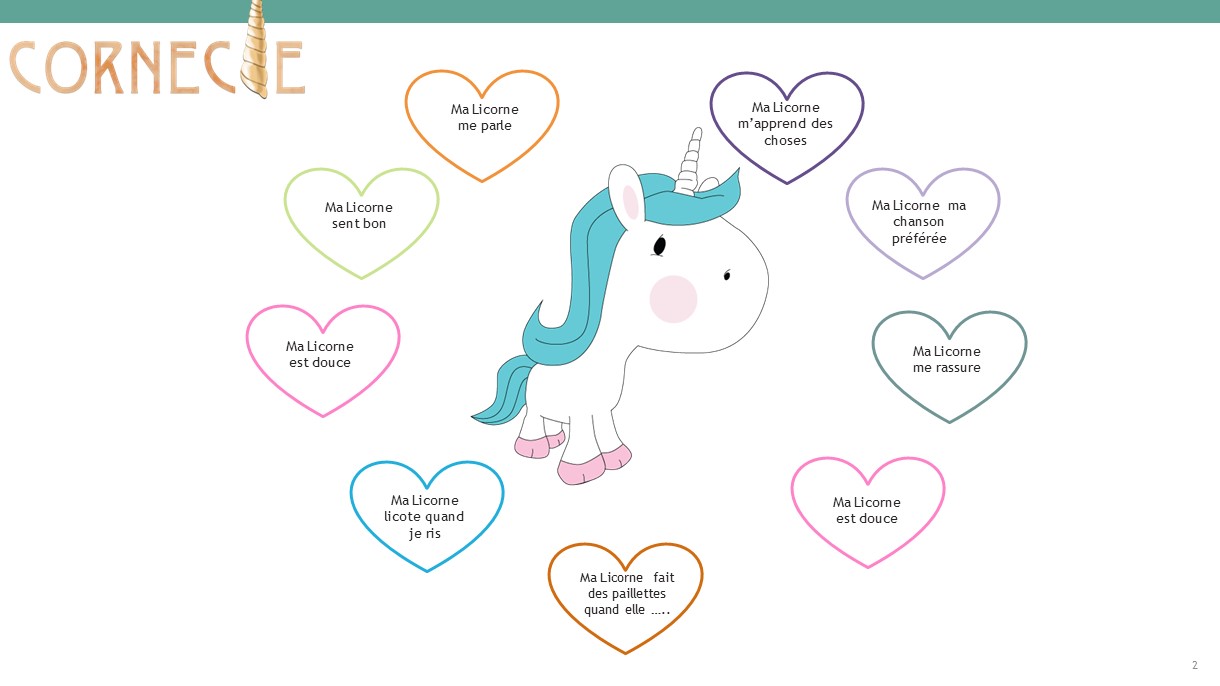 CORNECIE
Ma Licorne
me parle
Ma Licorne
m’apprend des
choses
Ma Licorne
sent bon
Ma Licorne ma
chanson
préférée
Ma Licorne
est douce
Ma Licorne
me rassure
Ma Licorne
licote quand
je ris
Ma Licorne
est douce
Ma Licorne fait
des paillettes
quand elle …..
2